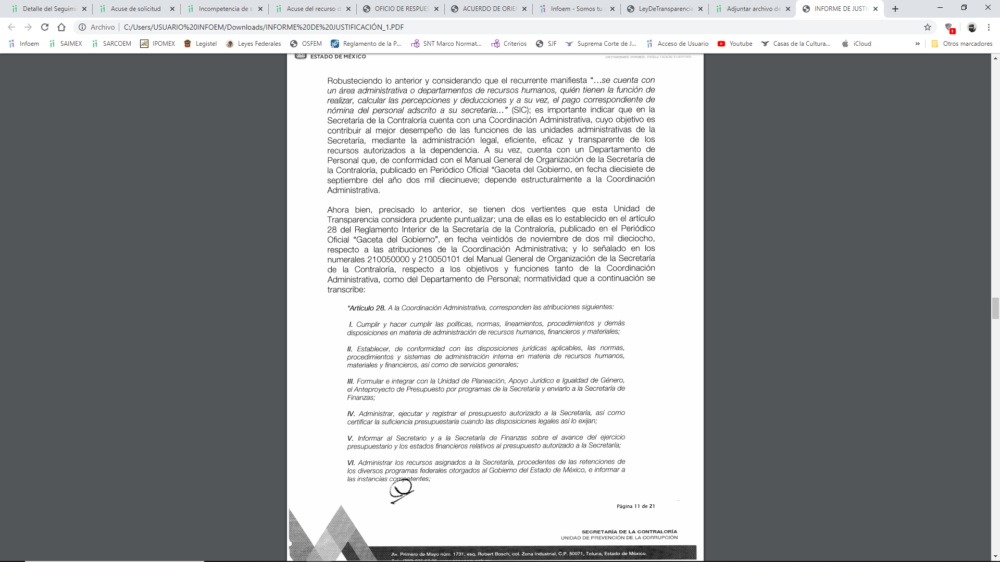 Detalle del Seguimi
Acuse de solicitud
Incompetencia de s
Acuse del recurso d
OFICIO DE RESPUES
ACUERDO DE ORIEN
Infoem - Somos tu
LeyDeTransparencia
Adjuntar archivo de
INFORME DE JUSTIF
Archivo
C:/Users/USUARIO%20INFOEM/Downloads/INFORME%20DE%20JUSTIFICACIÓN_1.PDF
Infoem
SAIMEX
SARCOEM
IPOMEX
Legistel
Leyes Federales
OSFEM
Reglamento de la P...
SNT Marco Normat...
Criterios
SJF
Suprema Corte de J...
Acceso de Usuario
Youtube
Casas de la Cultura...
iCloud
»
Otros marcadores
ESTADO DE MÉXICO
DECISIONES FIRMES, RESULTADOS FUERTES
Robusteciendo lo anterior y considerando que el recurrente manifiesta “...se cuenta con
un área administrativa o departamentos de recursos humanos, quién tienen la función de
realizar, calcular las percepciones y deducciones y a su vez, el pago correspondiente de
nómina del personal adscrito a su secretaria...” (SIC); es importante indicar que en la
Secretaría de la Contraloría cuenta con una Coordinación Administrativa, cuyo objetivo es
contribuir al mejor desempeño de las funciones de las unidades administrativas de la
Secretaría, mediante la administración legal, eficiente, eficaz y transparente de los
recursos autorizados a la dependencia. A su vez, cuenta con un Departamento de
Personal que, de conformidad con el Manual General de Organización de la Secretaría de
la Contraloría, publicado en Periódico Oficial “Gaceta del Gobierno, en fecha diecisiete de
septiembre del año dos mil diecinueve; depende estructuralmente a la Coordinación
Administrativa.
Ahora bien, precisado lo anterior, se tienen dos vertientes que esta Unidad de
Transparencia considera prudente puntualizar; una de ellas es lo establecido en el artículo
28 del Reglamento Interior de la Secretaría de la Contraloría, publicado en el Periódico
Oficial “Gaceta del Gobierno”, en fecha veintidós de noviembre de dos mil dieciocho,
respecto a las atribuciones de la Coordinación Administrativa; y lo señalado en los
numerales 210050000 y 210050101 del Manual General de Organización de la Secretaría
de la Contraloría, respecto a los objetivos y funciones tanto de la Coordinación
Administrativa, como del Departamento de Personal; normatividad que a continuación se
transcribe:
“Artículo 28. A la Coordinación Administrativa, corresponden las atribuciones siguientes:
I. Cumplir y hacer cumplir las políticas, normas, lineamientos, procedimientos y demás
disposiciones en materia de administración de recursos humanos, financieros y materiales;
II. Establecer, de conformidad con las disposiciones jurídicas aplicables, las normas,
procedimientos y sistemas de administración interna en materia de recursos humanos,
materiales y financieros, así como de servicios generales;
III. Formular e integrar con la Unidad de Planeación, Apoyo Jurídico e Igualdad de Género,
el Anteproyecto de Presupuesto por programas de la Secretaría y enviarlo a la Secretaría de
Finanzas;
IV. Administrar, ejecutar y registrar el presupuesto autorizado a la Secretaría, así como
certificar la suficiencia presupuestaria cuando las disposiciones legales así lo exijan;
V. Informar al Secretario y a la Secretaría de Finanzas sobre el avance del ejercicio
presupuestario y los estados financieros relativos al presupuesto autorizado a la Secretaría;
VI. Administrar los recursos asignados a la Secretaría, procedentes de las retenciones de
los diversos programas federales otorgados al Gobierno del Estado de México, e informar a
las instancias competentes;
Página 11 de 21
SECRETARÍA DE LA CONTRALORÍA
UNIDAD DE PREVENCIÓN DE LA CORRUPCIÓN
Av. Primero de Mayo núm. 1731, esq. Robert Bosch, col. Zona Industrial, C.P. 50071, Toluca, Estado de México.